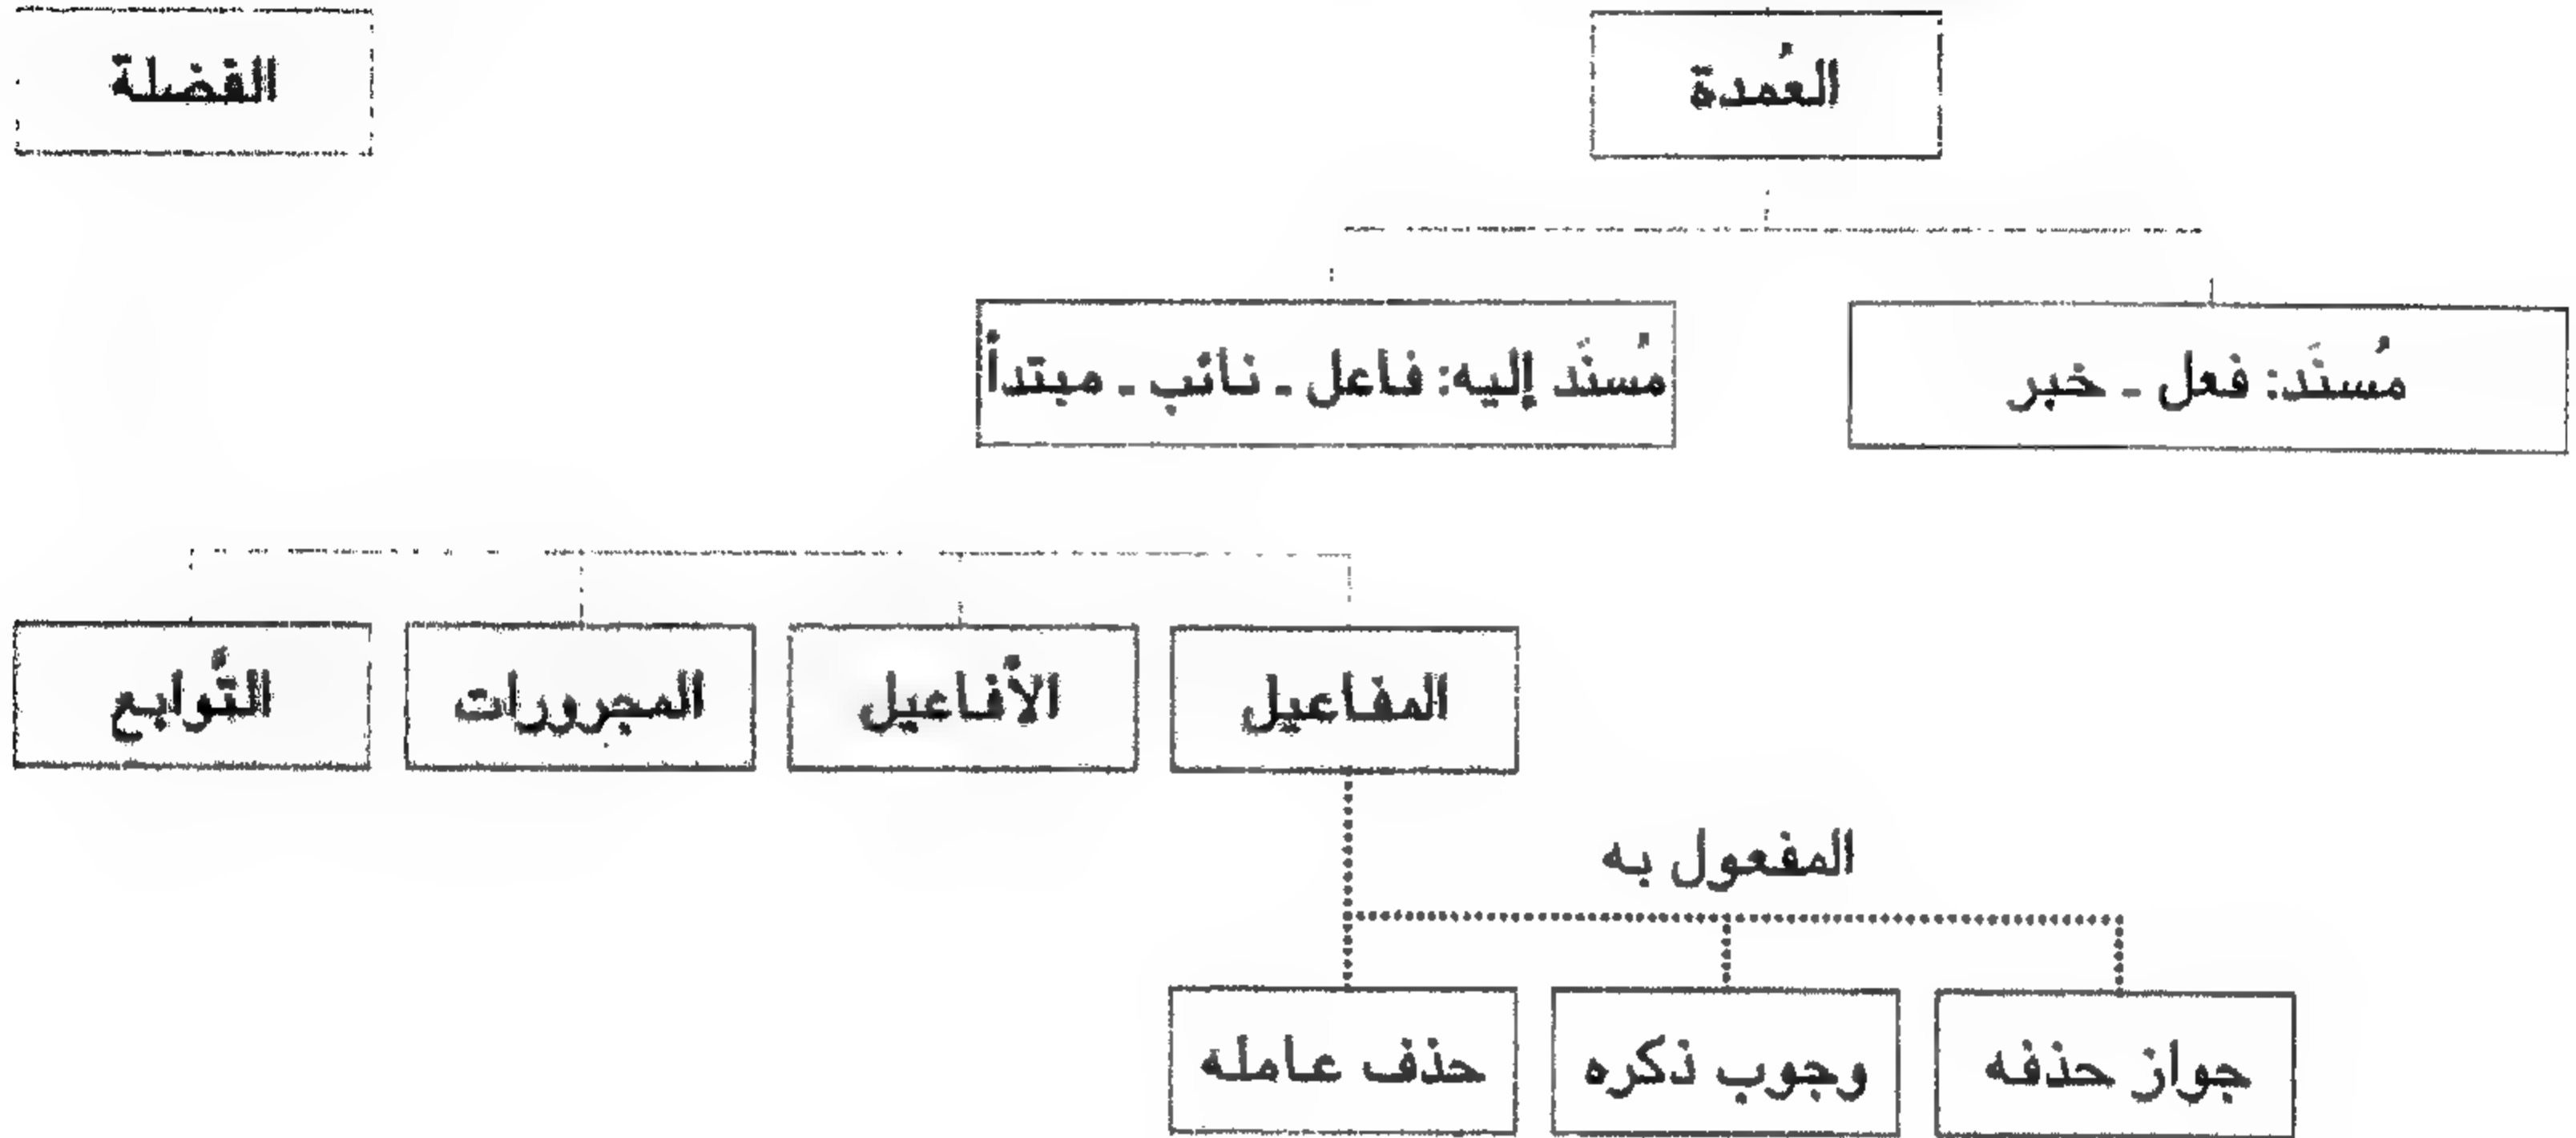 العُمدة
الفضلة
مُسنَد: فعل - خبر
مُسنَد إليه: فاعل - نائب - مبتدأ
المفاعيل
الأفاعيل
المجرورات
التَّوابع
المفعول به
جواز حذفه
وجوب ذكره
حذف عامله